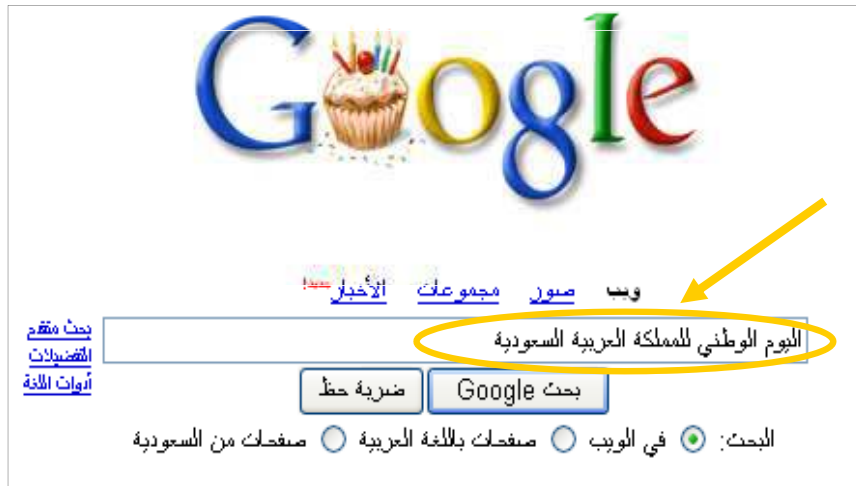 Google
ويب صور مجموعات الأخبار جديد!
اليوم الوطني للمملكة العربية السعودية
بحث متقدم
التفضيلات
أدوات اللغة
بحث Google ضربة حظ
البحث: في الويب صفحات باللغة العربية صفحات من السعودية